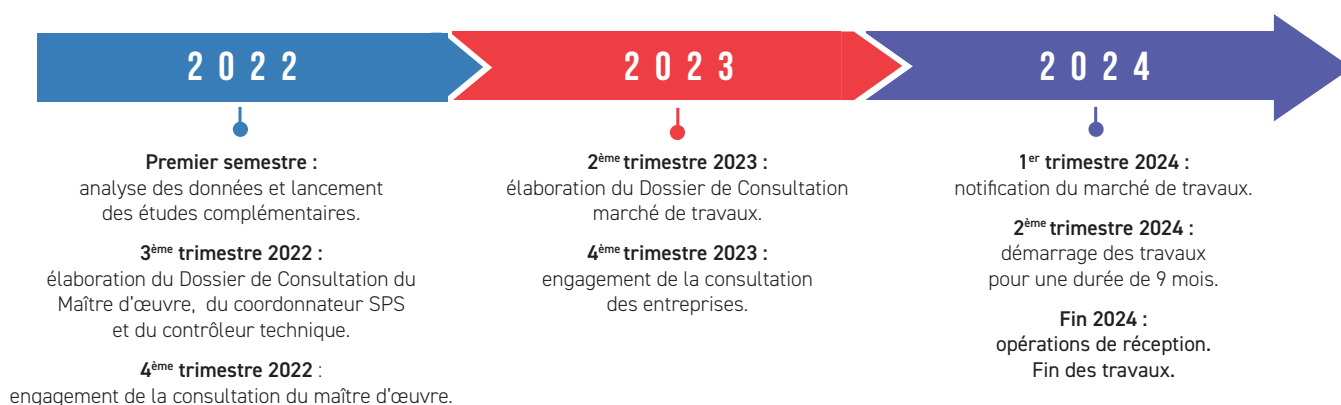 2022
Premier semestre :
analyse des données et lancement
des études complémentaires.
3ème trimestre 2022 :
élaboration du Dossier de Consultation du
Maître d'œuvre, du coordonnateur SPS
et du contrôleur technique.
4ème trimestre 2022 :
engagement de la consultation du maître d'œuvre.
2023
2ème trimestre 2023 :
élaboration du Dossier de Consultation
marché de travaux.
4ème trimestre 2023 :
engagement de la consultation
des entreprises.
2024
1er trimestre 2024 :
notification du marché de travaux.
2ème trimestre 2024 :
démarrage des travaux
pour une durée de 9 mois.
Fin 2024 :
opérations de réception.
Fin des travaux.